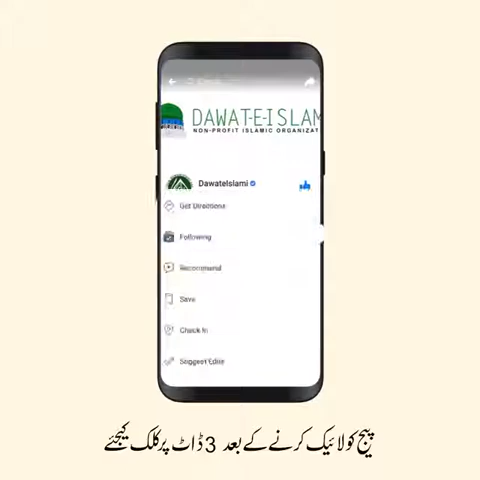 DAWAT-E-ISLAM
NON-PROFIT ISLAMIC ORGANIZAT
DawateIslami
Get Directions
Following
Recommend
Save
Check In
Suggest Edits
پیج کو لائیک کرنے کے بعد 3 ڈاٹ پر کلک کیجئے